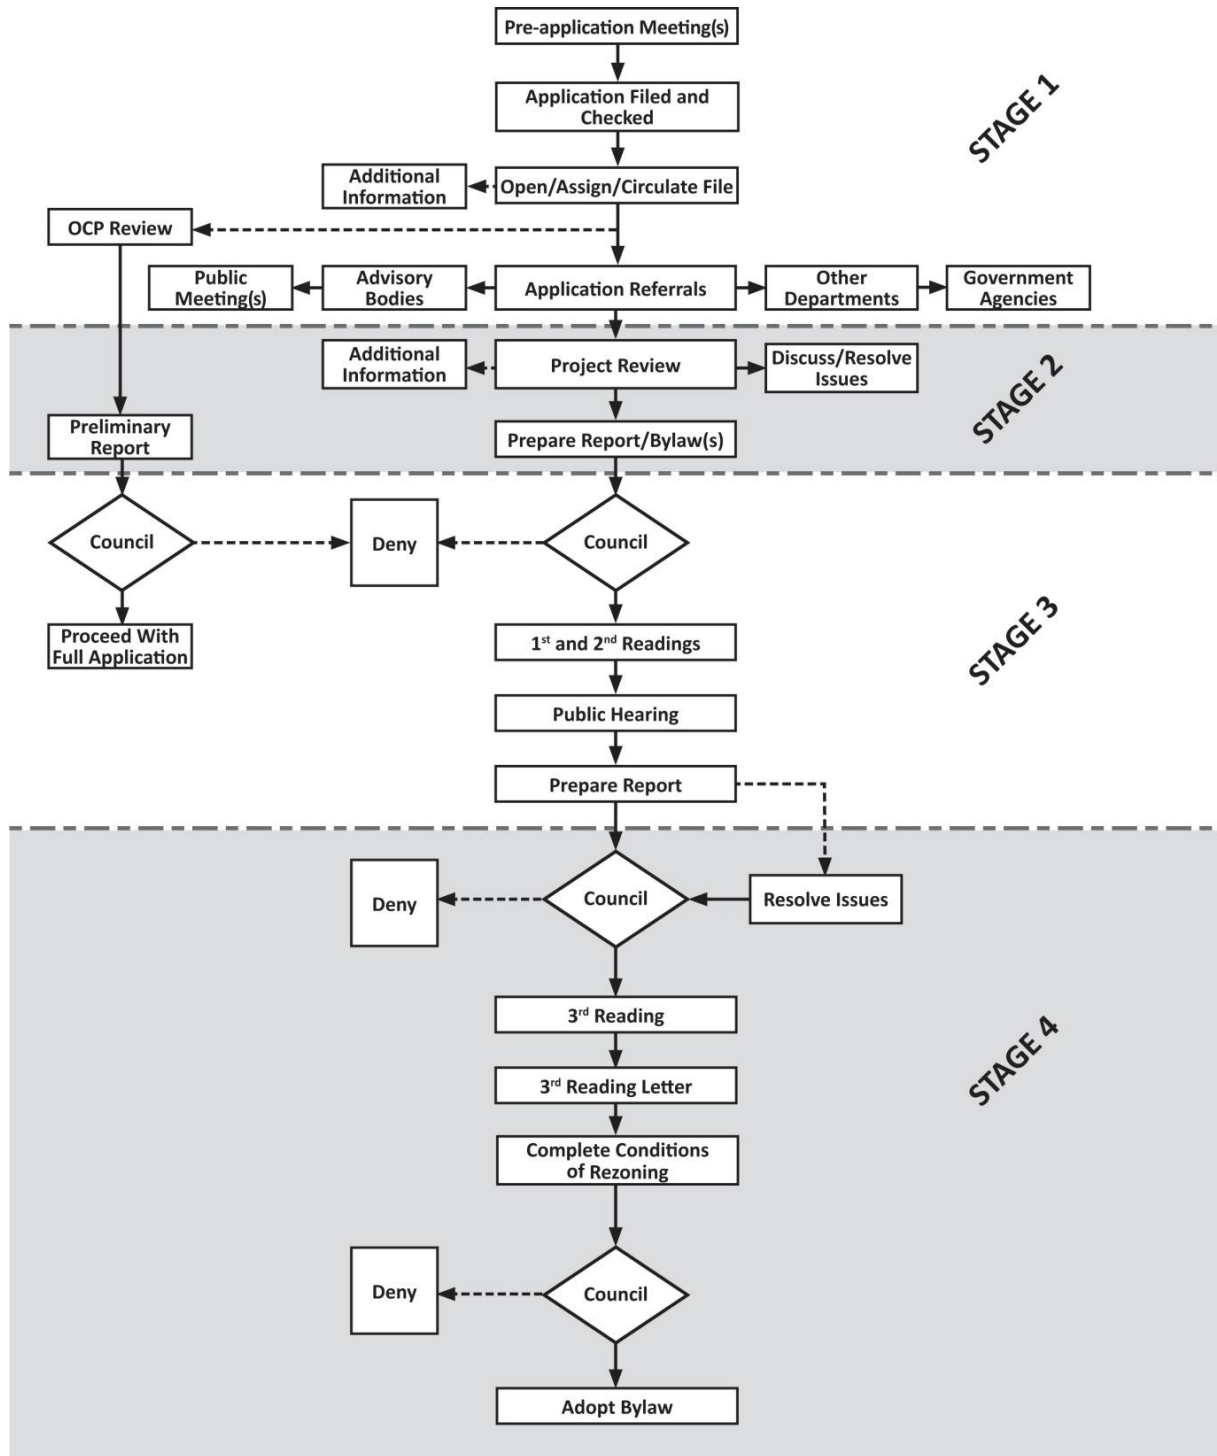 Pre-application Meeting(s)
Application Filed and
Checked
STAGE 1
Additional
Information
Open/Assign/Circulate File
OCP Review
Public
Meeting(s)
Advisory
Bodies
Application Referrals
Other
Departments
Government
Agencies
Additional
Information
Project Review
Discuss/Resolve
Issues
STAGE 2
Preliminary
Report
Prepare Report/Bylaw(s)
Council
Deny
Council
Proceed With
Full Application
1st and 2nd Readings
STAGE 3
Public Hearing
Prepare Report
Deny
Council
Resolve Issues
3rd Reading
3rd Reading Letter
STAGE 4
Complete Conditions
of Rezoning
Deny
Council
Adopt Bylaw